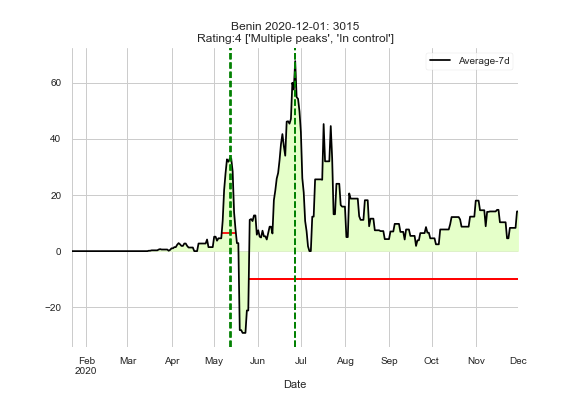 Benin 2020-12-01: 3015
Rating:4 ['Multiple peaks', 'In control']
Average-7d
60
40
20
0
−20
Feb
2020
Mar
Apr
May
Jun
Jul
Aug
Sep
Oct
Nov
Dec
Date